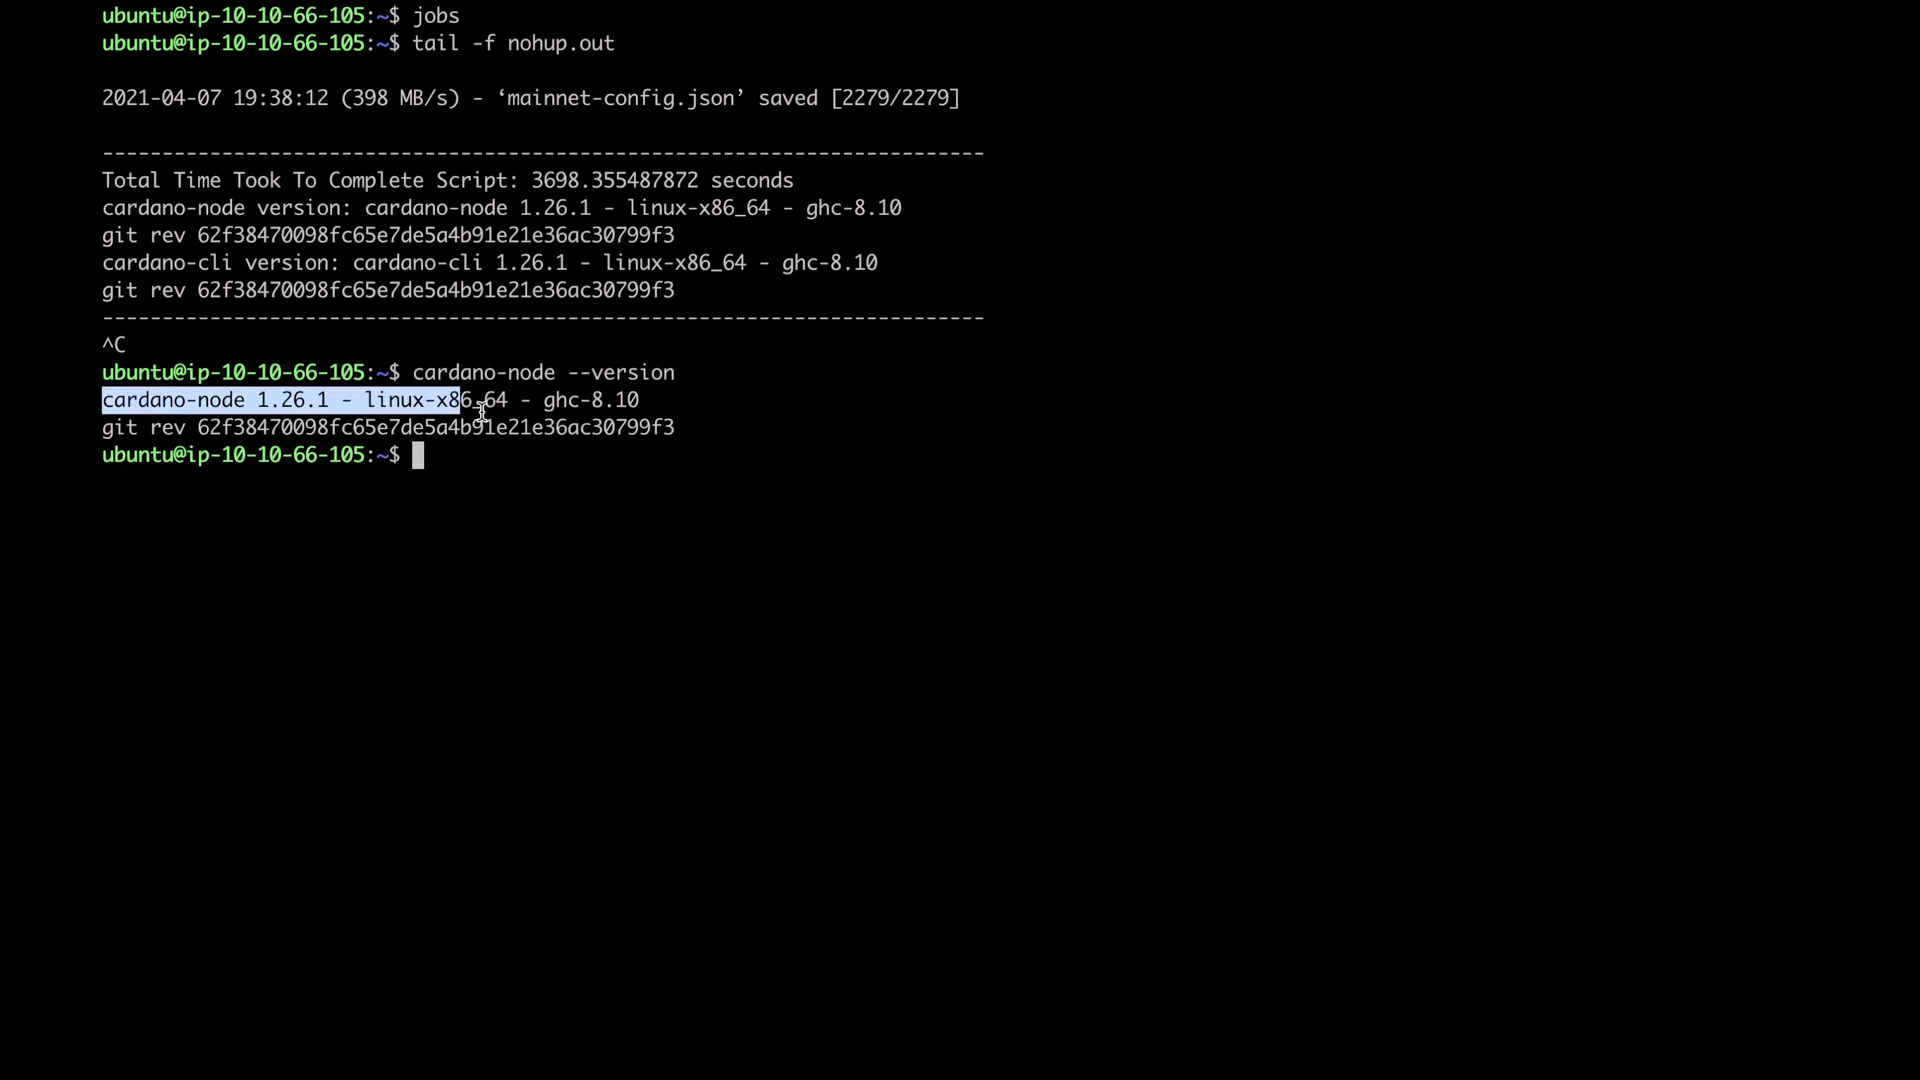 ubuntu@ip-10-10-66-105:~$ jobs
ubuntu@ip-10-10-66-105:~$ tail -f nohup.out
2021-04-07 19:38:12 (398 MB/s) - ‘mainnet-config.json’ saved [2279/2279]
--------------------------------------------------------------------------
Total Time Took To Complete Script: 3698.355487872 seconds
cardano-node version: cardano-node 1.26.1 - linux-x86_64 - ghc-8.10
git rev 62f38470098fc65e7de5a4b91e21e36ac30799f3
cardano-cli version: cardano-cli 1.26.1 - linux-x86_64 - ghc-8.10
git rev 62f38470098fc65e7de5a4b91e21e36ac30799f3
--------------------------------------------------------------------------
^C
ubuntu@ip-10-10-66-105:~$ cardano-node --version
cardano-node 1.26.1 - linux-x86_64 - ghc-8.10
git rev 62f38470098fc65e7de5a4b91e21e36ac30799f3
ubuntu@ip-10-10-66-105:~$